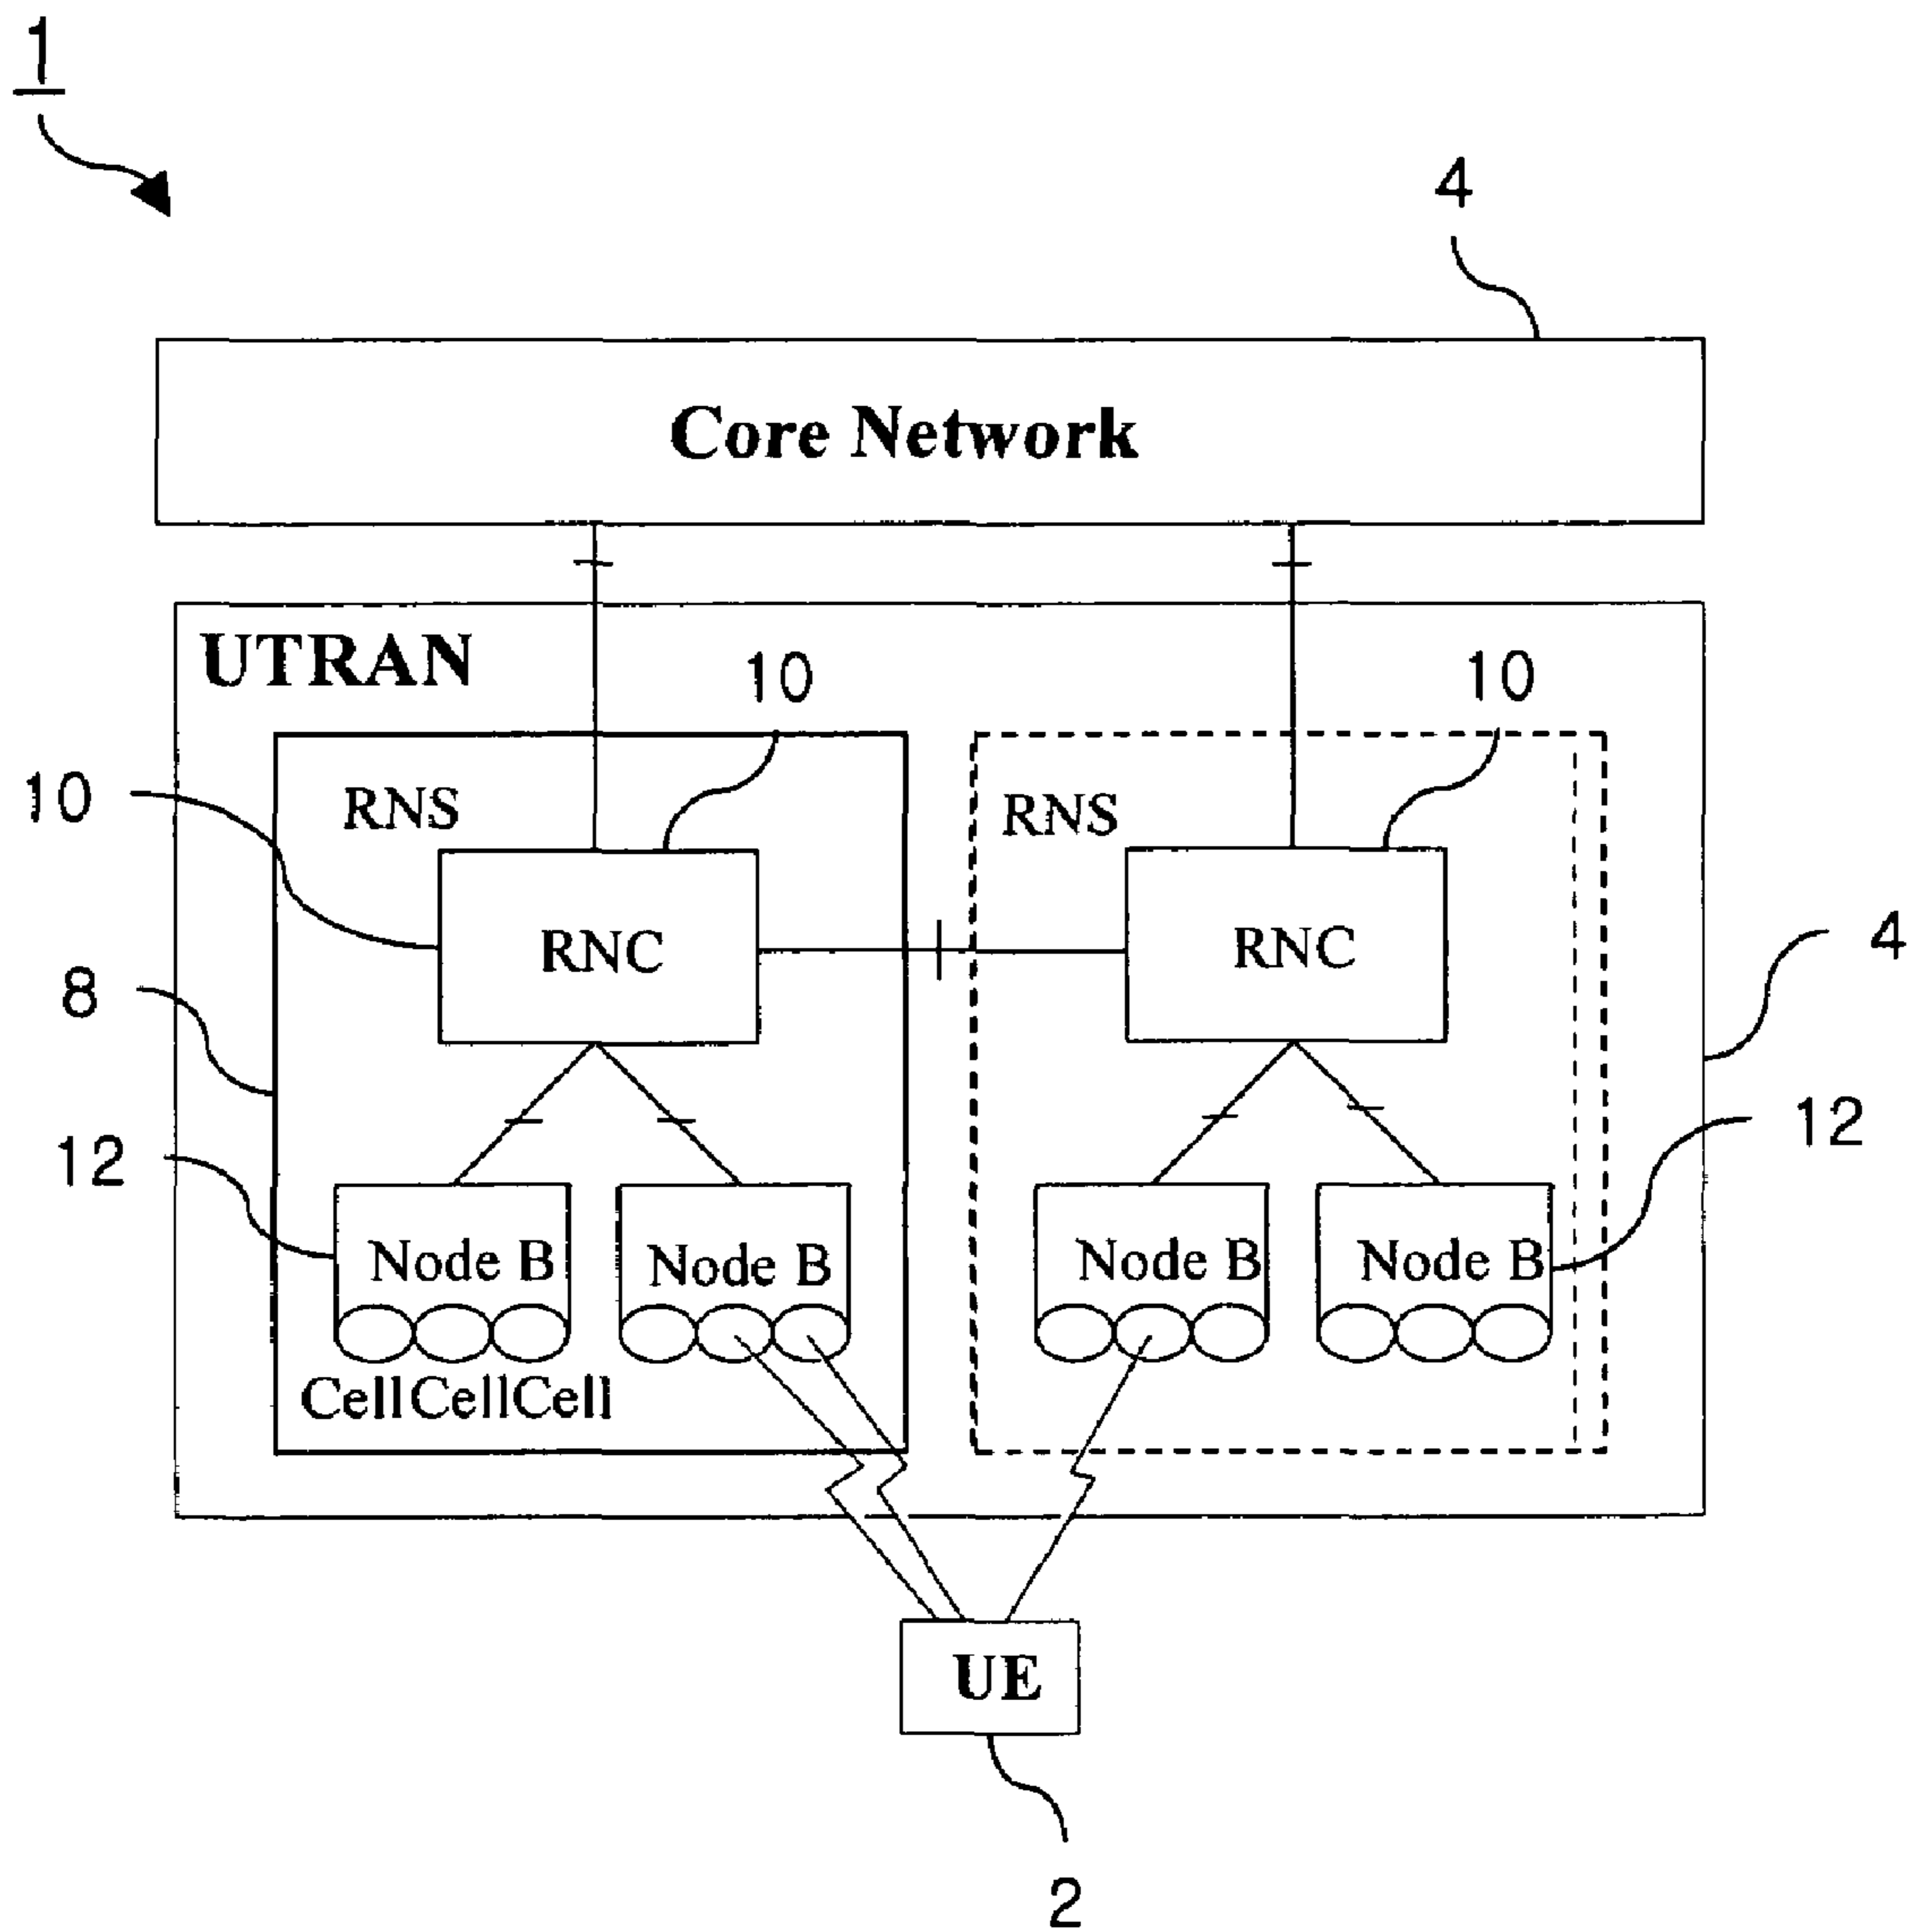 1
4
Core Network
UTRAN
10
10
10
RNS
RNS
RNC
RNC
4
8
12
12
Node B
Node B
Node B
Node B
CellCellCell
UE
2